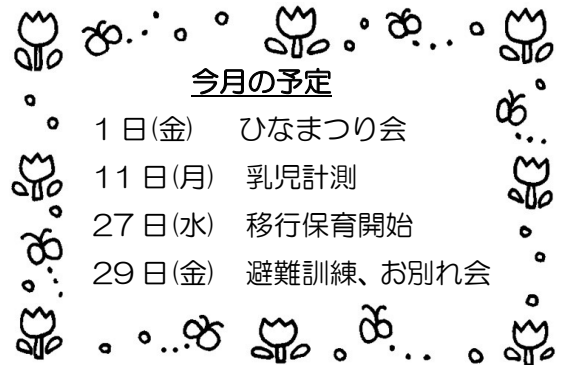 今月の予定
1日(金)　ひなまつり会
11日(月)　乳児計測
27日(水)　移行保育開始
29日(金)　避難訓練、お別れ会